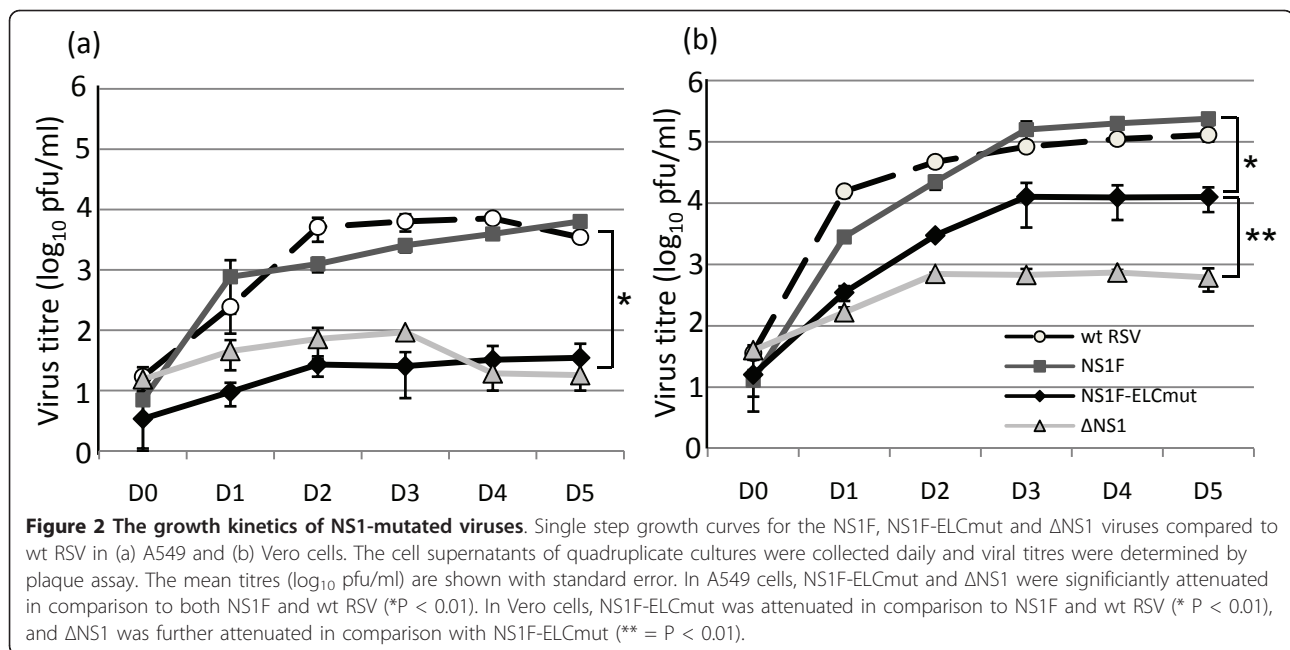 (a)
Virus titre (log₁₀ pfu/ml)
6
5
4
3
2
1
0
D0 D1 D2 D3 D4 D5
*
(b)
Virus titre (log₁₀ pfu/ml)
6
5
4
3
2
1
0
D0 D1 D2 D3 D4 D5
*
**
wt RSV
NS1F
NS1F-ELCmut
ΔNS1
Figure 2 The growth kinetics of NS1-mutated viruses. Single step growth curves for the NS1F, NS1F-ELCmut and ΔNS1 viruses compared to
wt RSV in (a) A549 and (b) Vero cells. The cell supernatants of quadruplicate cultures were collected daily and viral titres were determined by
plaque assay. The mean titres (log₁₀ pfu/ml) are shown with standard error. In A549 cells, NS1F-ELCmut and ΔNS1 were significantly attenuated
in comparison to both NS1F and wt RSV (*P < 0.01). In Vero cells, NS1F-ELCmut was attenuated in comparison to NS1F and wt RSV (* P < 0.01),
and ΔNS1 was further attenuated in comparison with NS1F-ELCmut (** = P < 0.01).